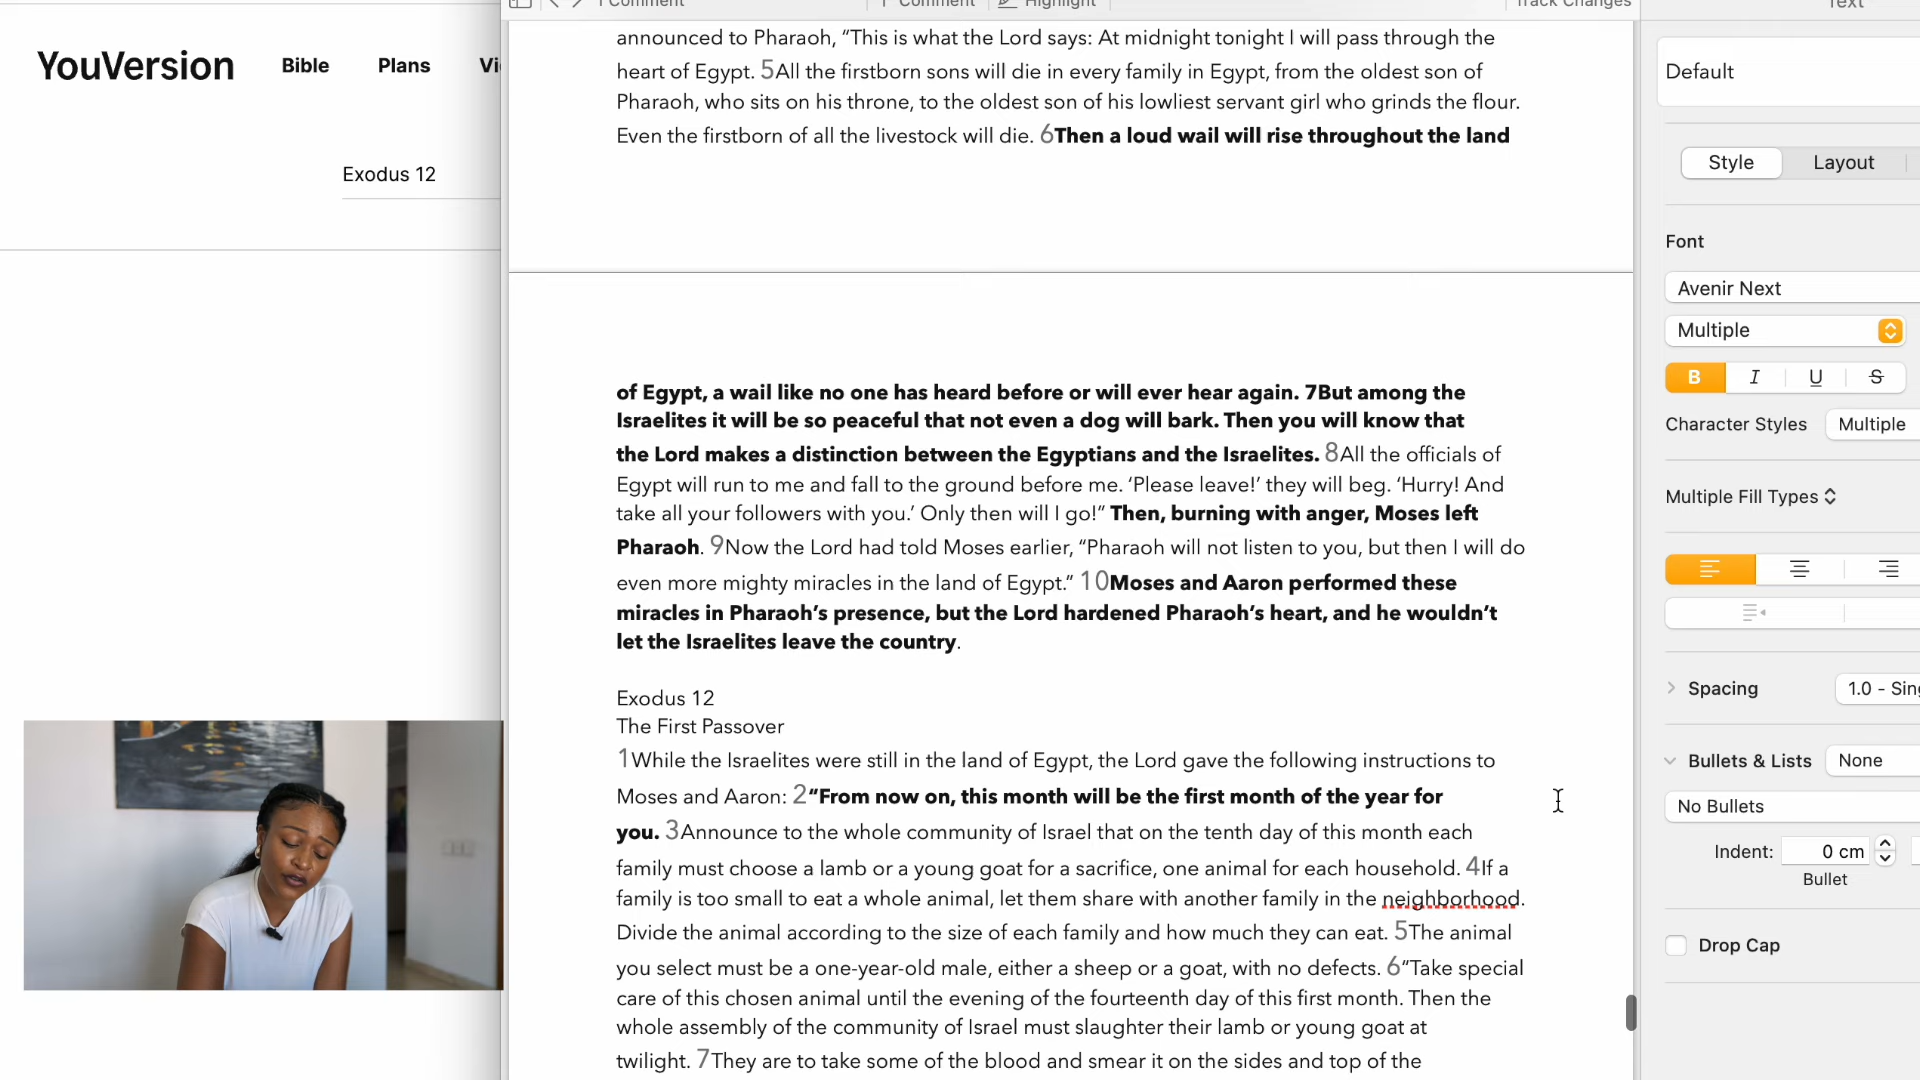 1 Comment
Comment
Highlight
Track Changes
Text
YouVersion
Bible
Plans
Exodus 12
announced to Pharaoh, “This is what the Lord says: At midnight tonight I will pass through the
heart of Egypt. 5All the firstborn sons will die in every family in Egypt, from the oldest son of
Pharaoh, who sits on his throne, to the oldest son of his lowliest servant girl who grinds the flour.
Even the firstborn of all the livestock will die. 6Then a loud wail will rise throughout the land
of Egypt, a wail like no one has heard before or will ever hear again. 7But among the
Israelites it will be so peaceful that not even a dog will bark. Then you will know that
the Lord makes a distinction between the Egyptians and the Israelites. 8All the officials of
Egypt will run to me and fall to the ground before me. ‘Please leave!’ they will beg. ‘Hurry! And
take all your followers with you.’ Only then will I go!” Then, burning with anger, Moses left
Pharaoh. 9Now the Lord had told Moses earlier, “Pharaoh will not listen to you, but then I will do
even more mighty miracles in the land of Egypt.” 10Moses and Aaron performed these
miracles in Pharaoh’s presence, but the Lord hardened Pharaoh’s heart, and he wouldn’t
let the Israelites leave the country.
Exodus 12
The First Passover
1While the Israelites were still in the land of Egypt, the Lord gave the following instructions to
Moses and Aaron: 2“From now on, this month will be the first month of the year for
you. 3Announce to the whole community of Israel that on the tenth day of this month each
family must choose a lamb or a young goat for a sacrifice, one animal for each household. 4If a
family is too small to eat a whole animal, let them share with another family in the neighborhood.
Divide the animal according to the size of each family and how much they can eat. 5The animal
you select must be a one-year-old male, either a sheep or a goat, with no defects. 6“Take special
care of this chosen animal until the evening of the fourteenth day of this first month. Then the
whole assembly of the community of Israel must slaughter their lamb or young goat at
twilight. 7They are to take some of the blood and smear it on the sides and top of the
Default
Style
Layout
Font
Avenir Next
Multiple
B I U S
Character Styles
Multiple
Multiple Fill Types
Spacing
1.0 -
Bullets & Lists
None
No Bullets
Indent:
0 cm
Bullet
Drop Cap